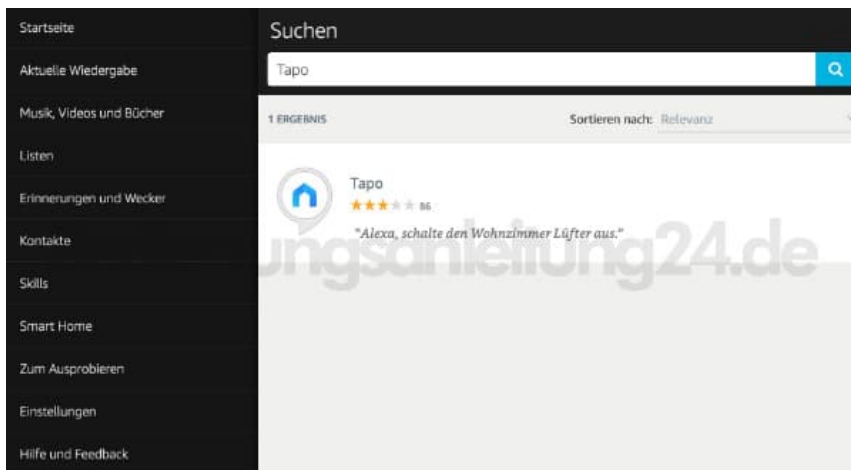 Startseite
Aktuelle Wiedergabe
Musik, Videos und Bücher
Listen
Erinnerungen und Wecker
Kontakte
Skills
Smart Home
Zum Ausprobieren
Einstellungen
Hilfe und Feedback
Suchen
Tapo
1 ERGEBNIS
Sortieren nach: Relevanz
Tapo
86
"Alexa, schalte den Wohnzimmer Lüfter aus."
ungsanleitung24.de